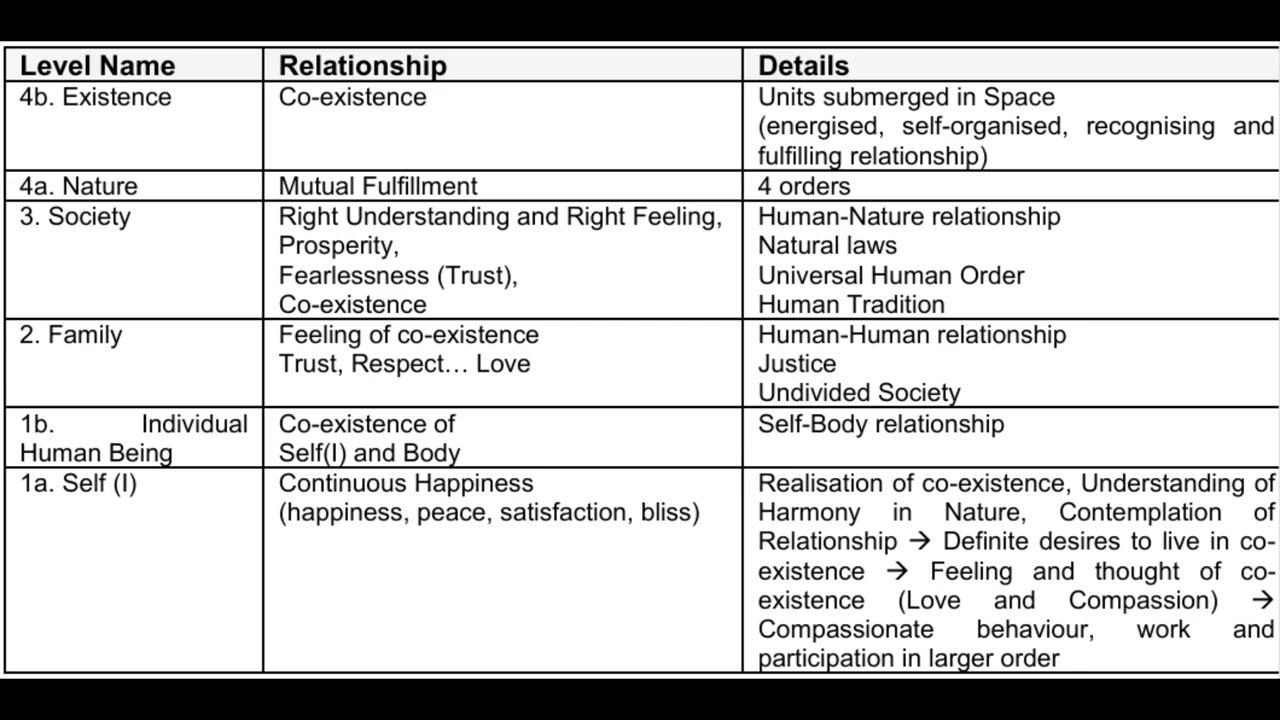 Level Name
Relationship
Details
4b. Existence
Co-existence
Units submerged in Space
(energised, self-organised, recognising and
fulfilling relationship)
4a. Nature
Mutual Fulfillment
4 orders
3. Society
Right Understanding and Right Feeling,
Prosperity,
Fearlessness (Trust),
Co-existence
Human-Nature relationship
Natural laws
Universal Human Order
Human Tradition
2. Family
Feeling of co-existence
Trust, Respect… Love
Human-Human relationship
Justice
Undivided Society
1b. Individual
Human Being
Co-existence of
Self(I) and Body
Self-Body relationship
1a. Self (I)
Continuous Happiness
(happiness, peace, satisfaction, bliss)
Realisation of co-existence, Understanding of
Harmony in Nature, Contemplation of
Relationship → Definite desires to live in co-
existence → Feeling and thought of co-
existence (Love and Compassion) →
Compassionate behaviour, work and
participation in larger order